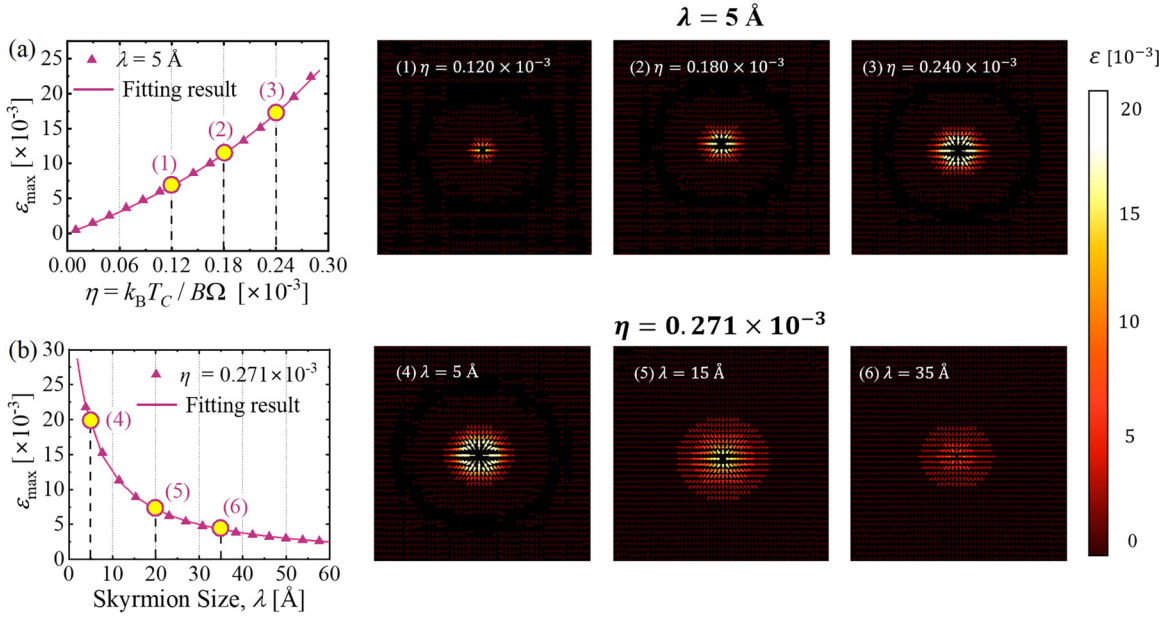 λ = 5 Å
(a)
ε_max [×10⁻³]
25
20
15
10
5
0
λ = 5 Å
Fitting result
(1)
(2)
(3)
0.00 0.06 0.12 0.18 0.24 0.30
η = k_B T_C / BΩ [×10⁻³]
(1) η = 0.120 × 10⁻³
(2) η = 0.180 × 10⁻³
(3) η = 0.240 × 10⁻³
ε [10⁻³]
20
15
10
5
0
η = 0.271 × 10⁻³
(b)
ε_max [×10⁻³]
30
25
20
15
10
5
0
η = 0.271×10⁻³
Fitting result
(4)
(5)
(6)
0 10 20 30 40 50 60
Skyrmion Size, λ [Å]
(4) λ = 5 Å
(5) λ = 15 Å
(6) λ = 35 Å